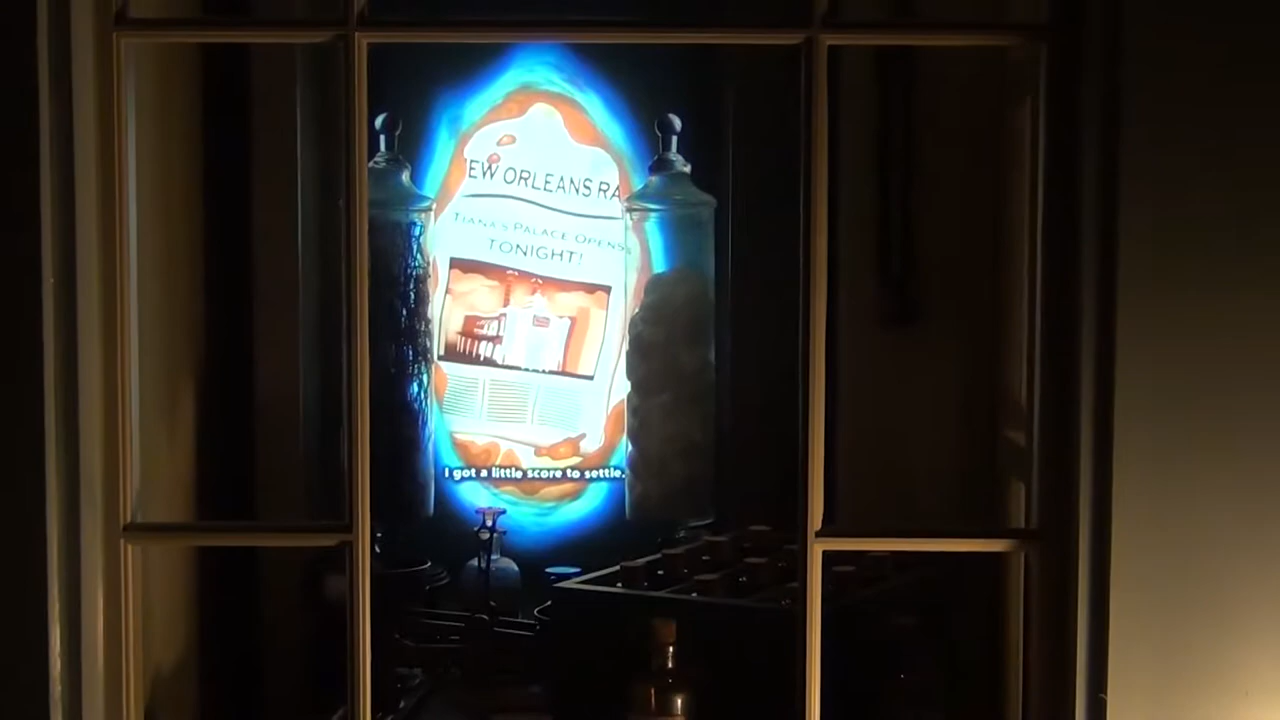 EW ORLEANS RA
TIANA'S PALACE OPENS
TONIGHT!
I got a little score to settle.